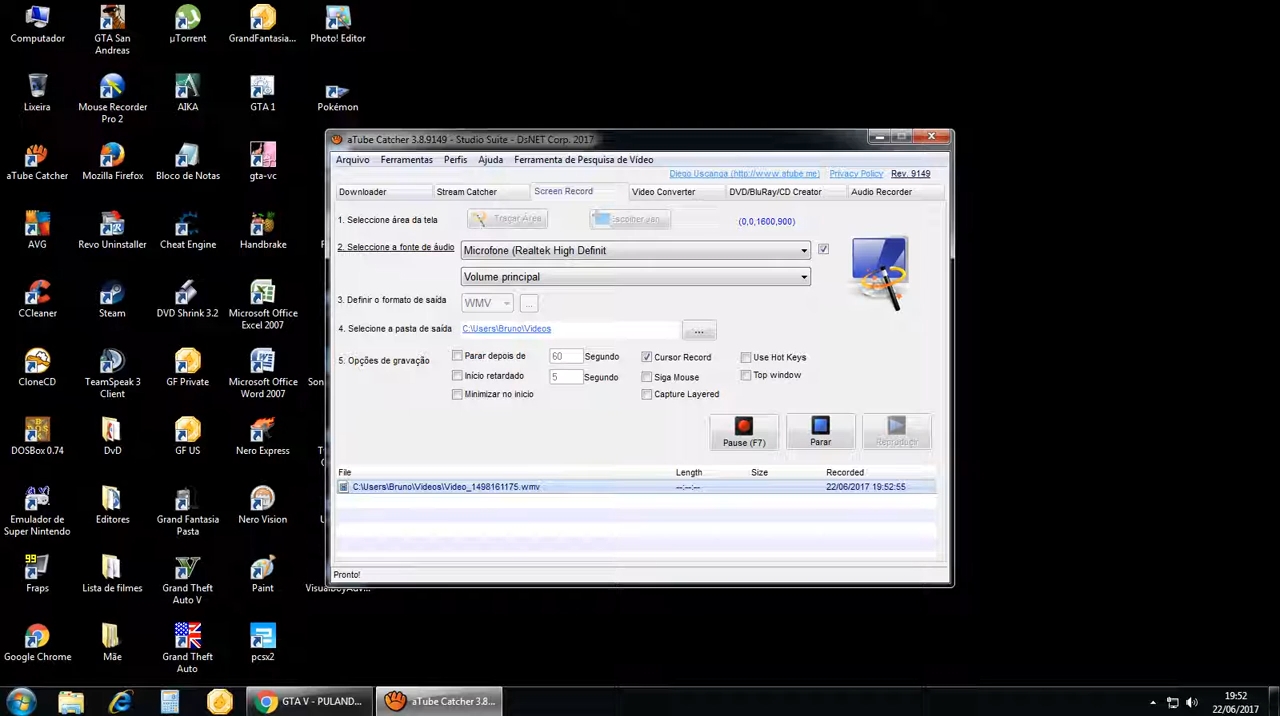 Computador
GTA San
Andreas
µTorrent
GrandFantasia...
Photo! Editor
Lixeira
Mouse Recorder
Pro 2
AIKA
GTA 1
Pokémon
aTube Catcher
Mozilla Firefox
Bloco de Notas
gta-vc
AVG
Revo Uninstaller
Cheat Engine
Handbrake
CCleaner
Steam
DVD Shrink 3.2
Microsoft Office
Excel 2007
CloneCD
TeamSpeak 3
Client
GF Private
Microsoft Office
Word 2007
DOSBox 0.74
DvD
GF US
Nero Express
Emulador de
Super Nintendo
Editores
Grand Fantasia
Pasta
Nero Vision
99
Fraps
Lista de filmes
Grand Theft
Auto V
Paint
VisualBoyAdv...
Google Chrome
Mãe
Grand Theft
Auto
pcsx2
aTube Catcher 3.8.9149 - Studio Suite - DsNET Corp. 2017
Arquivo Ferramentas Perfis Ajuda Ferramenta de Pesquisa de Vídeo
Diego Uscanga (http://www.atube.me) Privacy Policy Rev. 9149
Downloader Stream Catcher Screen Record Video Converter DVD/BluRay/CD Creator Audio Recorder
1. Seleccione área da tela Traçar Área Escolher Jan (0,0,1600,900)
2. Seleccione a fonte de áudio Microfone (Realtek High Definit
Volume principal
3. Definir o formato de saída WMV ...
4. Selecione a pasta de saída C:\Users\Bruno\Videos ...
5. Opções de gravação Parar depois de 60 Segundo Cursor Record Use Hot Keys
Início retardado 5 Segundo Siga Mouse Top window
Minimizar no inicio Capture Layered
Pause (F7) Parar Reproduzir
File Length Size Recorded
C:\Users\Bruno\Videos\Video_1498161175.wmv --:--:-- 22/06/2017 19:52:55
Pronto!
GTA V - PULAND... aTube Catcher 3.8... 19:52
22/06/2017